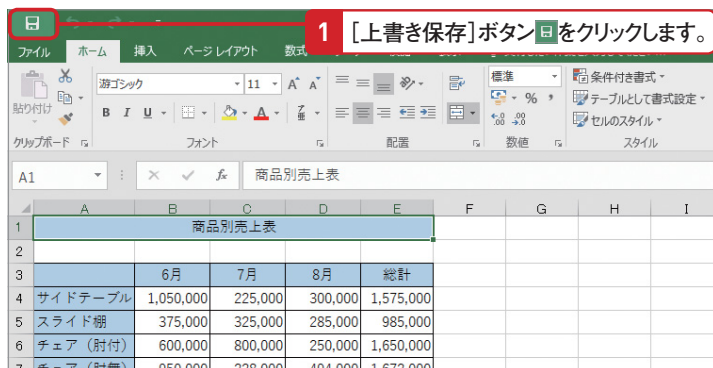 1 [上書き保存]ボタンをクリックします。
ファイル ホーム 挿入 ページレイアウト 数式
貼り付け 游ゴシック 11 A A 標準 条件付き書式
B I U A 亜 % , テーブルとして書式設定
.0 .00 .00 .0 セルのスタイル
クリップボード フォント 配置 数値 スタイル
A1 fx 商品別売上表
A B C D E F G H I
1 商品別売上表
2
3 6月 7月 8月 総計
4 サイドテーブル 1,050,000 225,000 300,000 1,575,000
5 スライド棚 375,000 325,000 285,000 985,000
6 チェア（肘付） 600,000 800,000 250,000 1,650,000